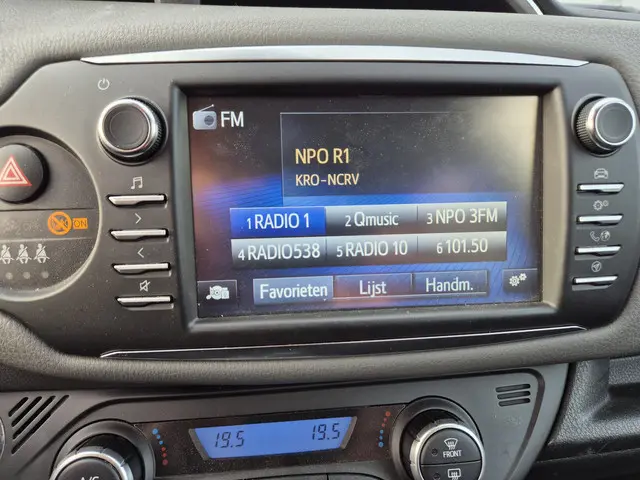 FM
NPO R1
KRO-NCRV
1 RADIO 1 2 Qmusic 3 NPO 3FM
4 RADIO538 5 RADIO 10 6 101.50
Favorieten Lijst Handm.
ON
19.5 19.5
A/C
FRONT